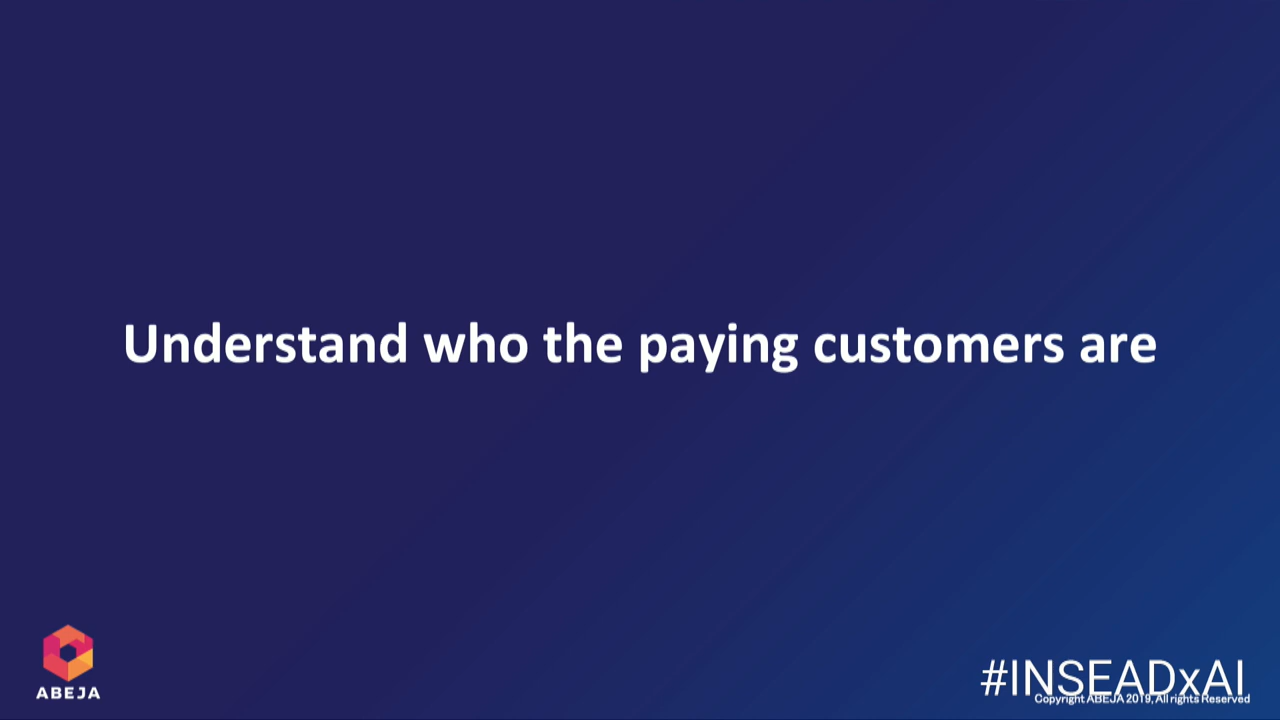 Understand who the paying customers are
ABEJA
#INSEADxAI
Copyright ABEJA 2019, All rights Reserved